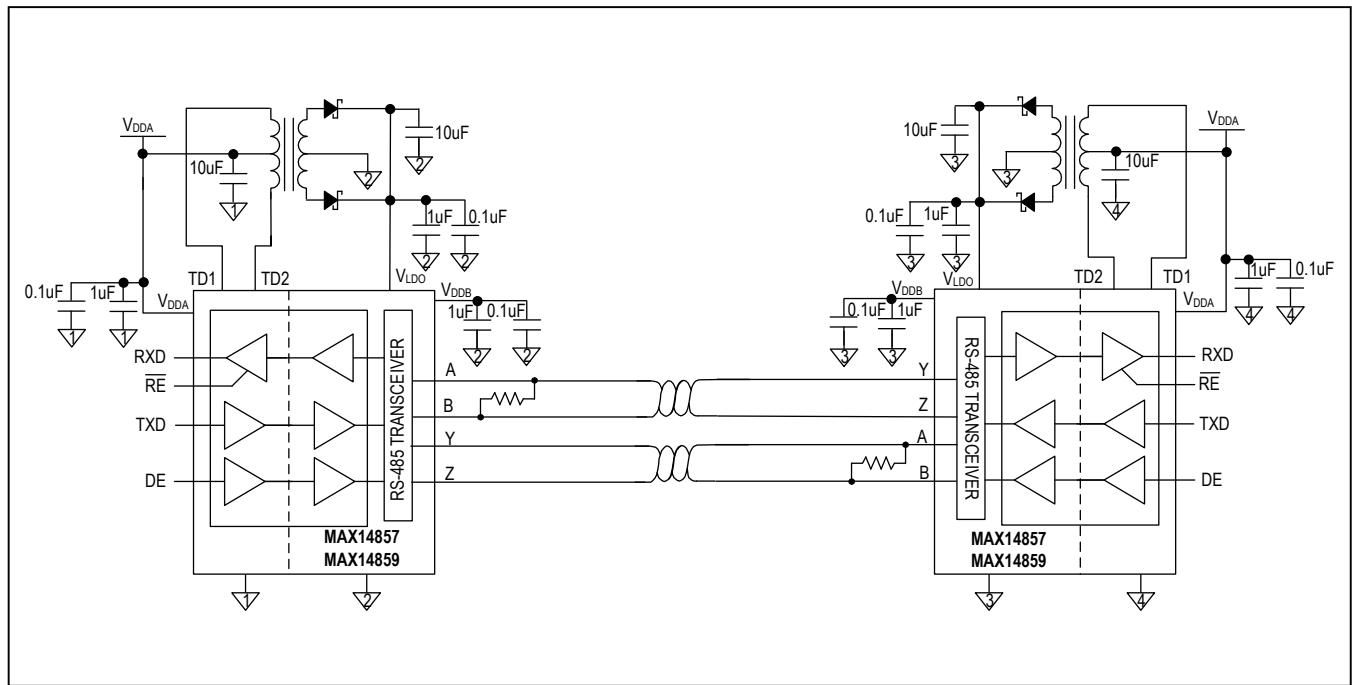 VDDA
10uF
10uF
2
2
1
1uF
0.1uF
2
2
TD1
TD2
VLDO
0.1uF
1uF
1
1
VDDA
VDDB
1uF
0.1uF
2
2
RXD
RE
TXD
DE
RS-485 TRANSCEIVER
A
B
Y
Z
MAX14857
MAX14859
1
2
VDDA
10uF
10uF
3
3
4
0.1uF
1uF
3
3
VLDO
TD2
TD1
1uF
0.1uF
4
4
VDDB
VDDA
0.1uF
1uF
3
3
Y
Z
A
B
RS-485 TRANSCEIVER
RXD
RE
TXD
DE
MAX14857
MAX14859
3
4